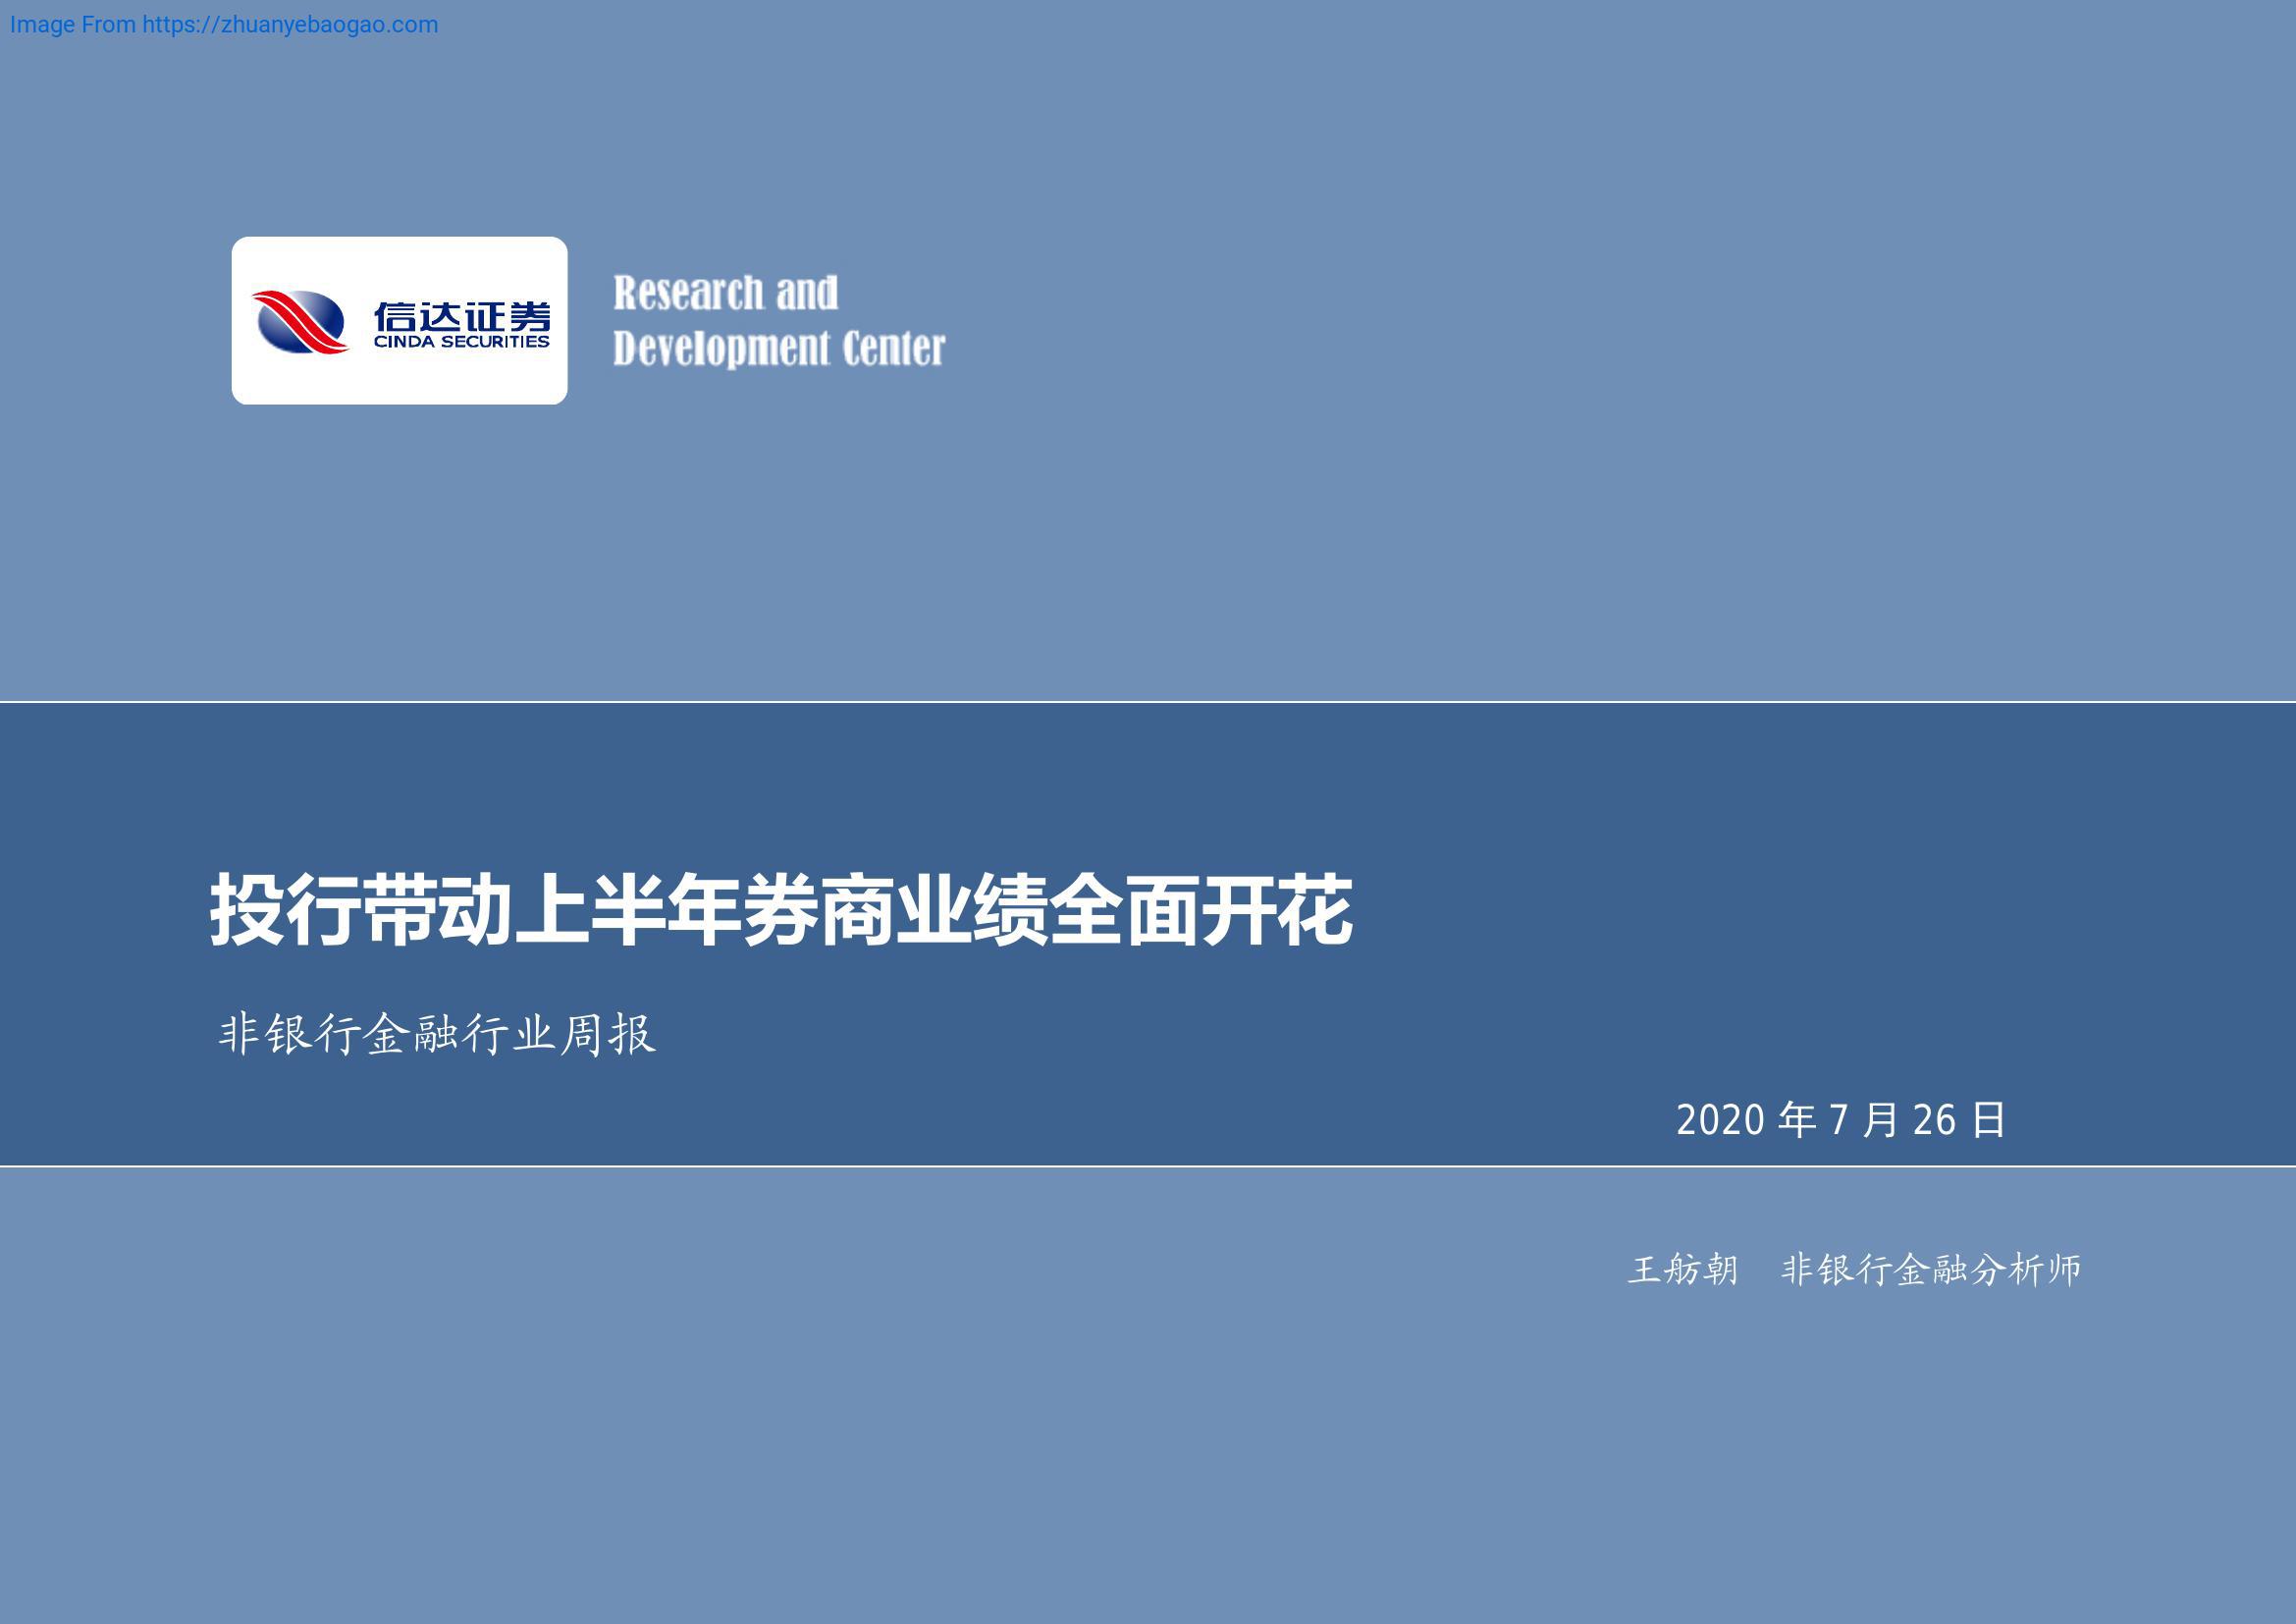 Image From https://zhuanyebaogao.com
信达证券
CINDA SECURITIES
Research and
Development Center
投行带动上半年券商业绩全面开花
非银行金融行业周报
2020 年 7 月 26 日
王舫朝 非银行金融分析师